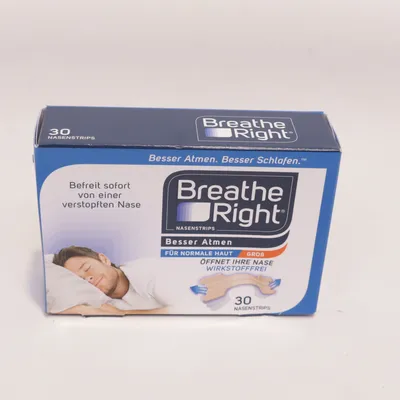 30
NASENSTRIPS
Breathe
Right®
Besser Atmen. Besser Schlafen.™
Befreit sofort
von einer
verstopften Nase
Breathe
Right®
NASENSTRIPS
Besser Atmen
FÜR NORMALE HAUT GROß
ÖFFNET IHRE NASE
WIRKSTOFFFREI
30
NASENSTRIPS